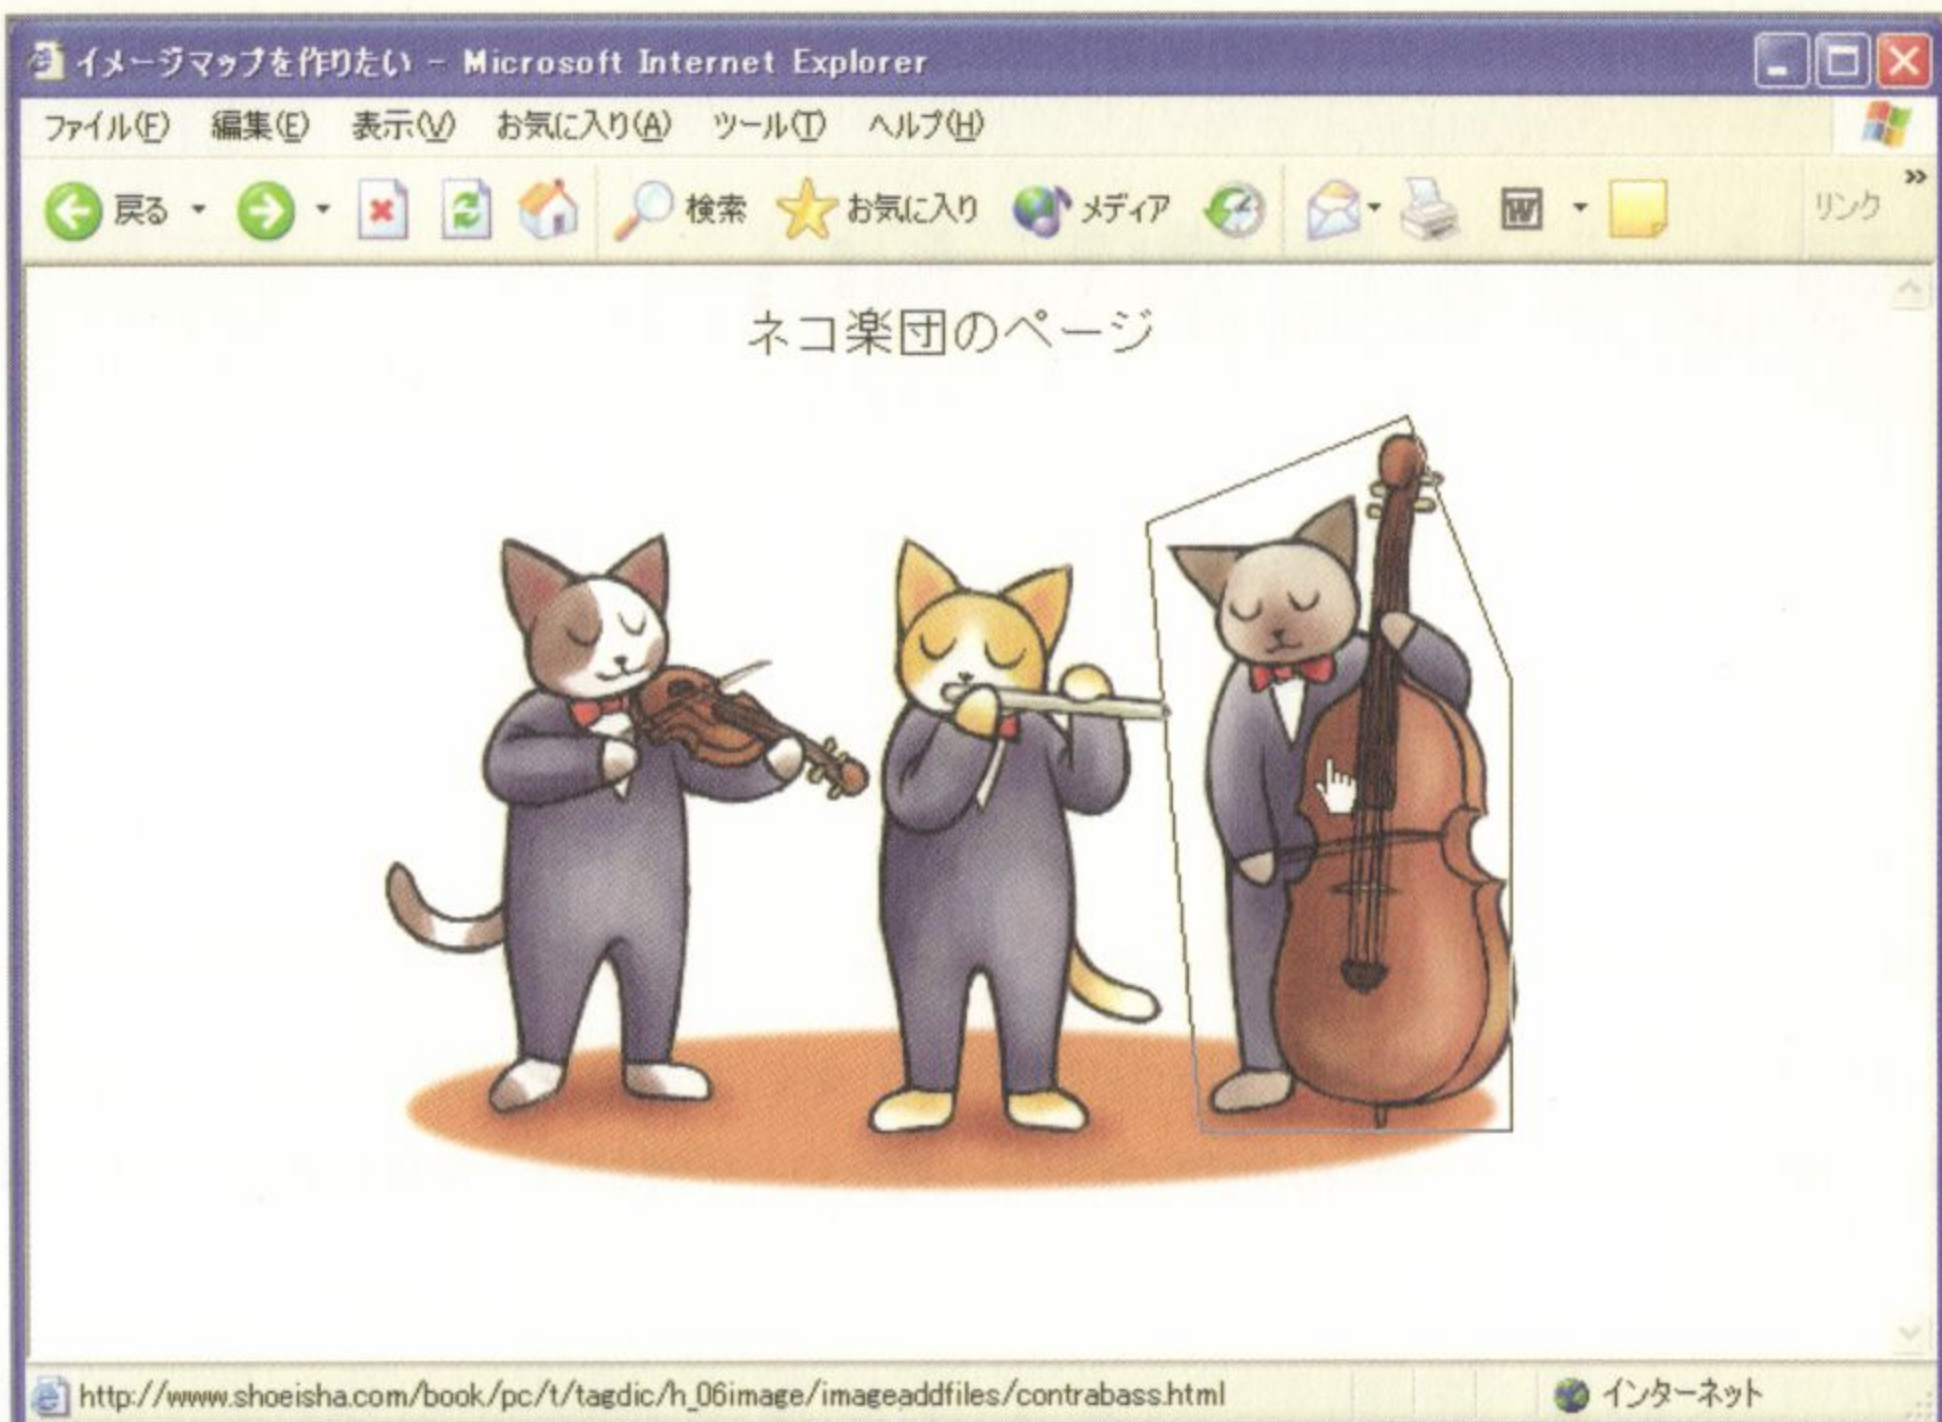 イメージマップを作りたい - Microsoft Internet Explorer
ファイル(F) 編集(E) 表示(V) お気に入り(A) ツール(T) ヘルプ(H)
戻る 検索 お気に入り メディア W リンク »
ネコ楽団のページ
http://www.shoeisha.com/book/pc/t/tagdic/h_06image/imageaddfiles/contrabass.html インターネット